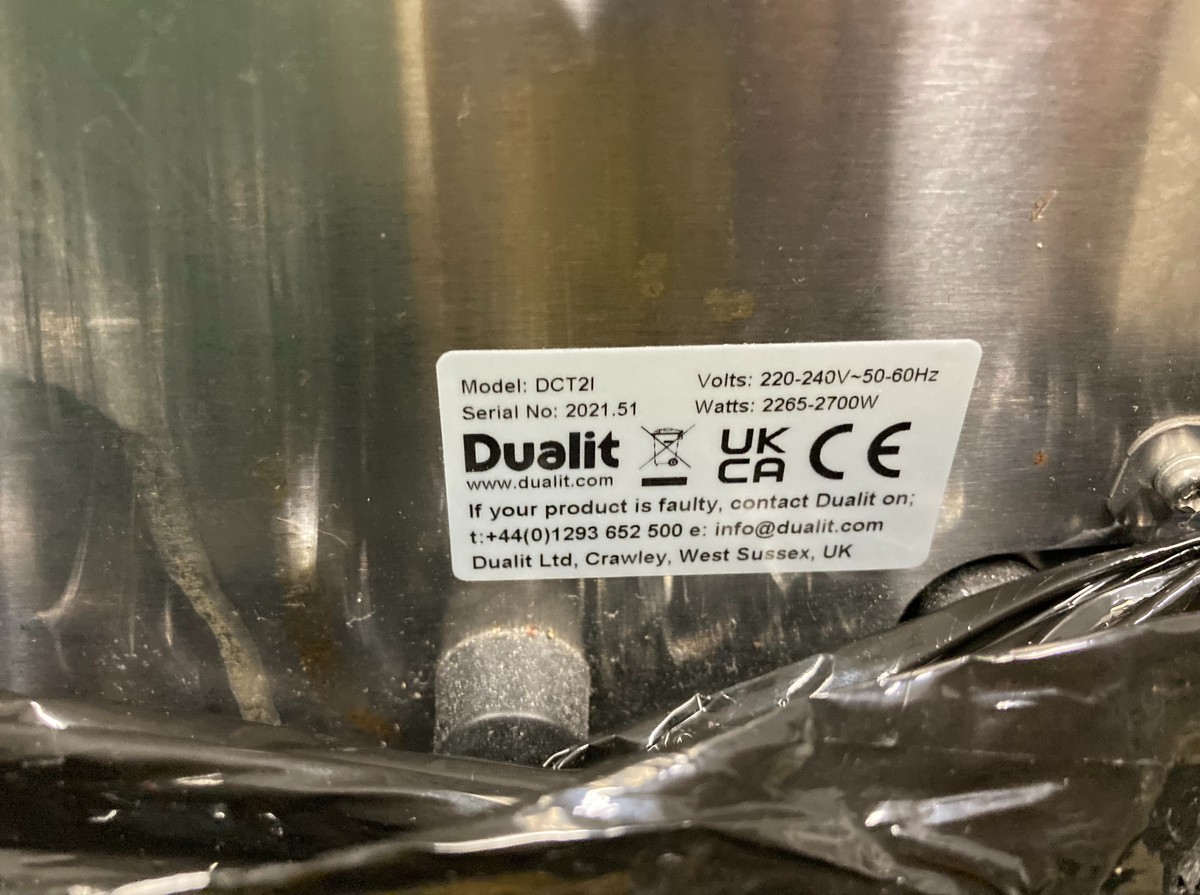 Model: DCT2I
Volts: 220-240V~50-60Hz
Serial No: 2021.51
Watts: 2265-2700W
Dualit
UK
CA
CE
www.dualit.com
If your product is faulty, contact Dualit on;
t:+44(0)1293 652 500 e: info@dualit.com
Dualit Ltd, Crawley, West Sussex, UK